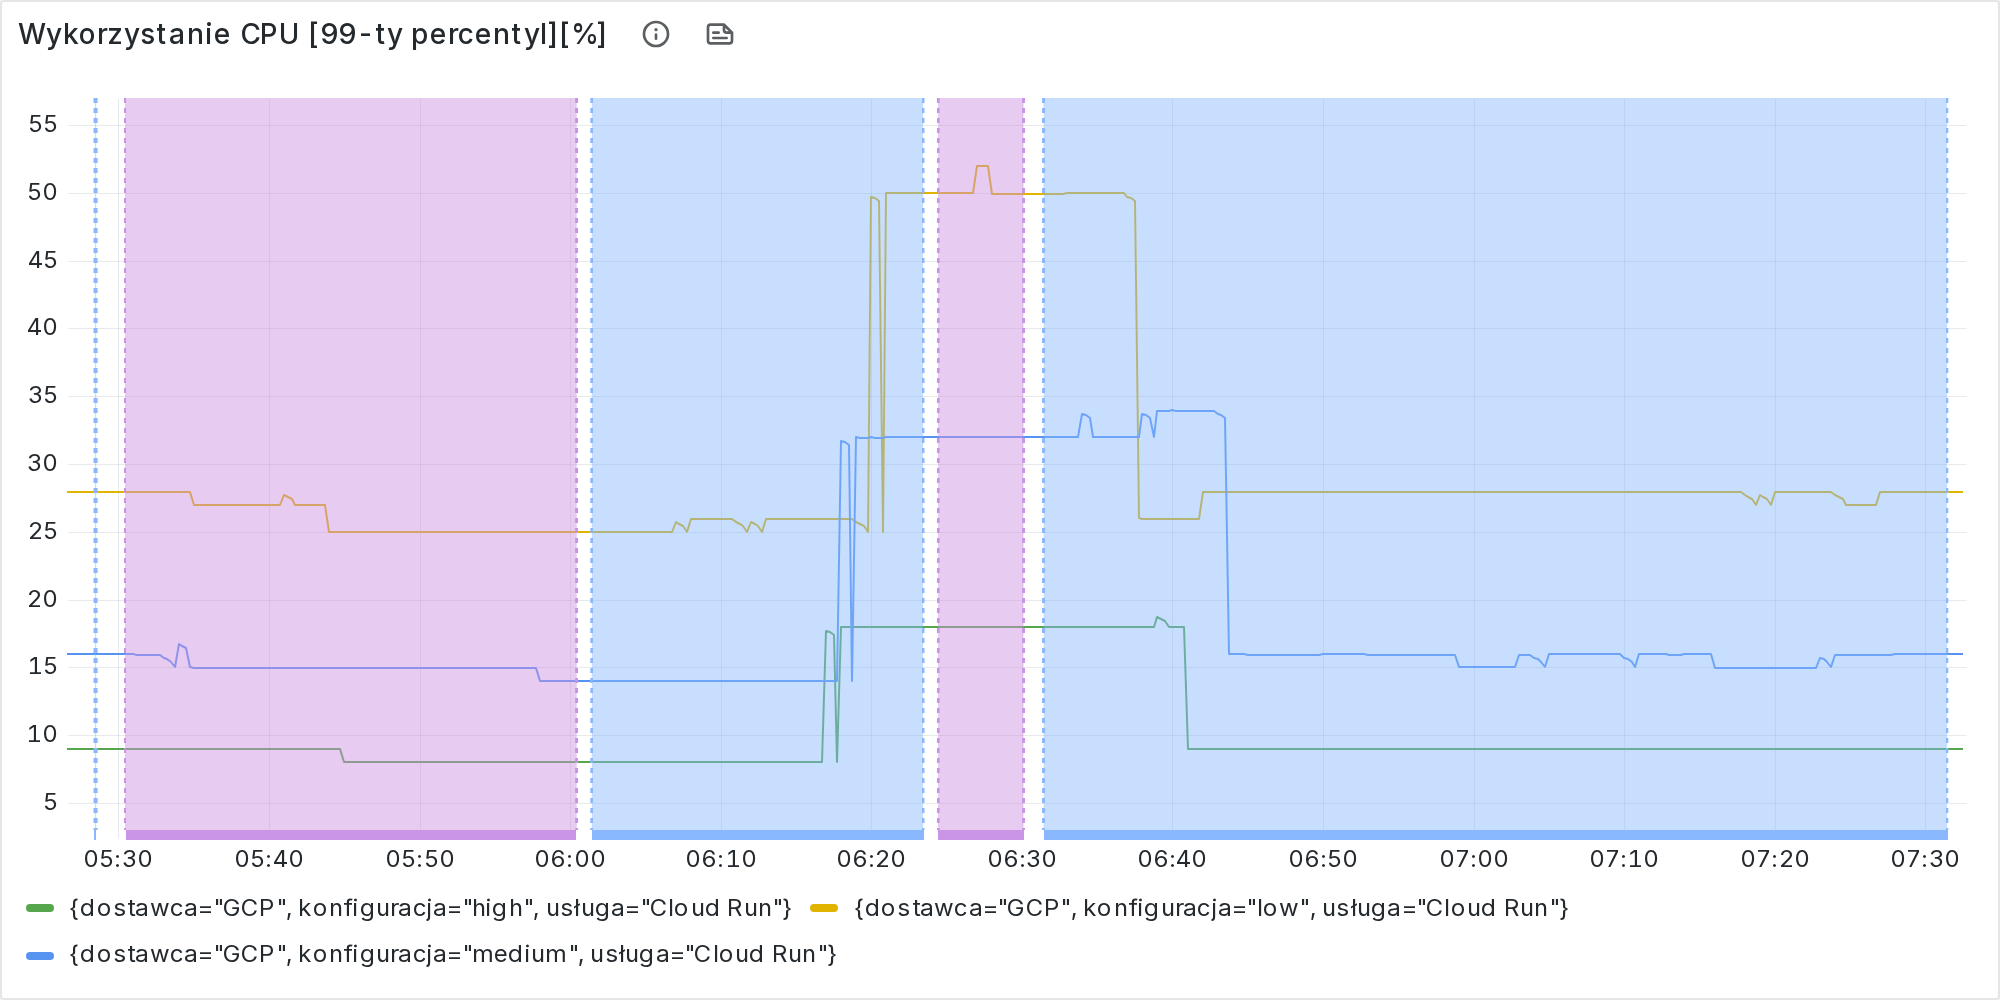 Wykorzystanie CPU [99-ty percentyl][%]
55
50
45
40
35
30
25
20
15
10
5
05:30 05:40 05:50 06:00 06:10 06:20 06:30 06:40 06:50 07:00 07:10 07:20 07:30
{dostawca="GCP", konfiguracja="high", usługa="Cloud Run"} {dostawca="GCP", konfiguracja="low", usługa="Cloud Run"}
{dostawca="GCP", konfiguracja="medium", usługa="Cloud Run"}